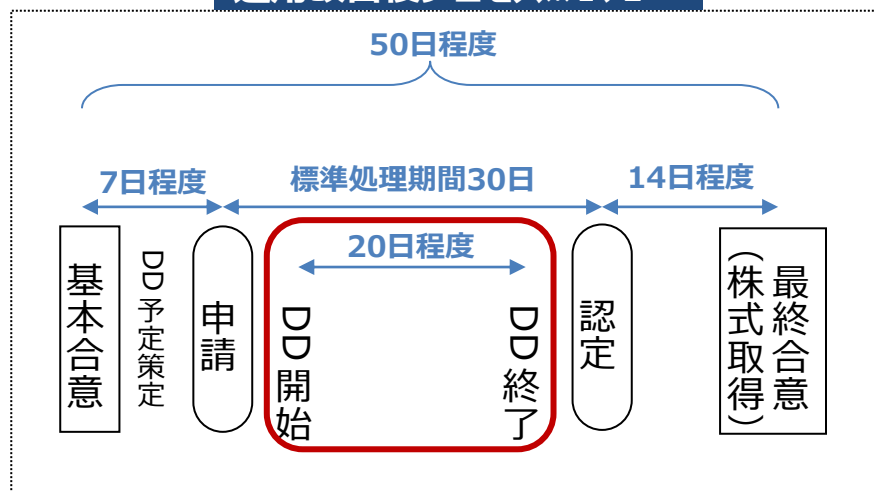 50日程度
7日程度
標準処理期間30日
14日程度
20日程度
基本合意
DD予定策定
申請
DD開始
DD終了
認定
最終合意
(株式取得)